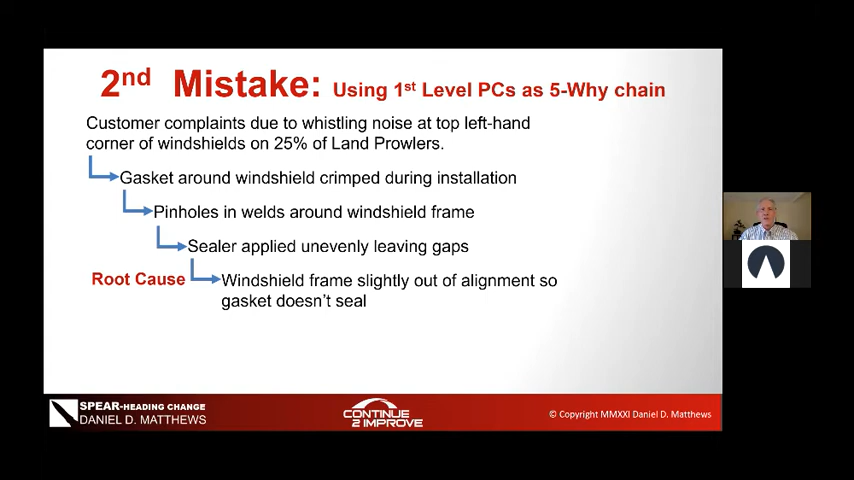 2nd Mistake: Using 1st Level PCs as 5-Why chain
Customer complaints due to whistling noise at top left-hand
corner of windshields on 25% of Land Prowlers.
Gasket around windshield crimped during installation
Pinholes in welds around windshield frame
Sealer applied unevenly leaving gaps
Root Cause
Windshield frame slightly out of alignment so
gasket doesn't seal
SPEAR-HEADING CHANGE
DANIEL D. MATTHEWS
CONTINUE
2 IMPROVE
© Copyright MMXXI Daniel D. Matthews